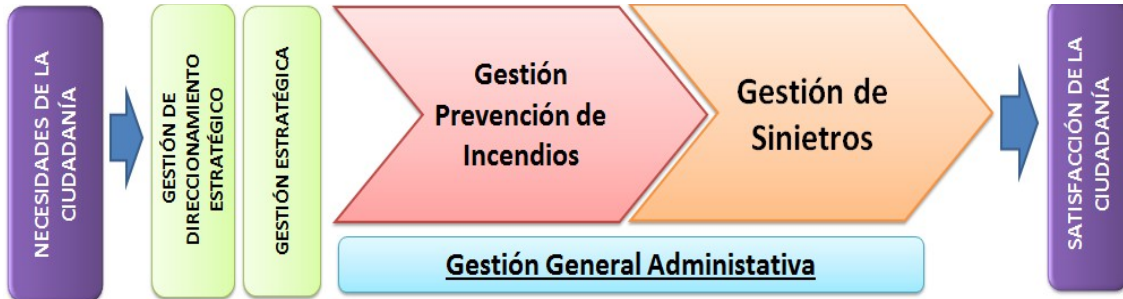 NECESIDADES DE LA
CIUDADANÍA
GESTIÓN DE
DIRECCIONAMIENTO
ESTRATÉGICO
GESTIÓN ESTRATÉGICA
Gestión
Prevención de
Incendios
Gestión de
Sinietros
Gestión General Administativa
SATISFACCIÓN DE LA
CIUDADANÍA